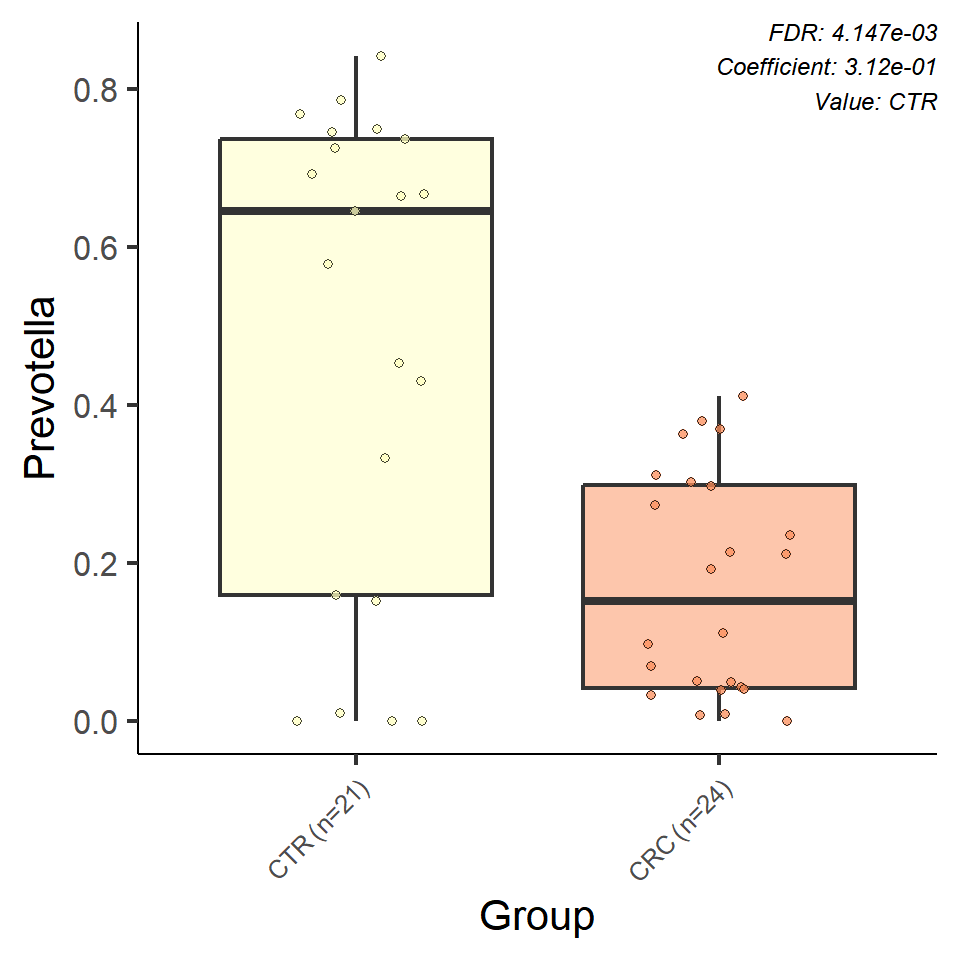 FDR: 4.147e-03
Coefficient: 3.12e-01
Value: CTR
0.8
0.6
0.4
0.2
0.0
Prevotella
CTR (n=21)
CRC (n=24)
Group